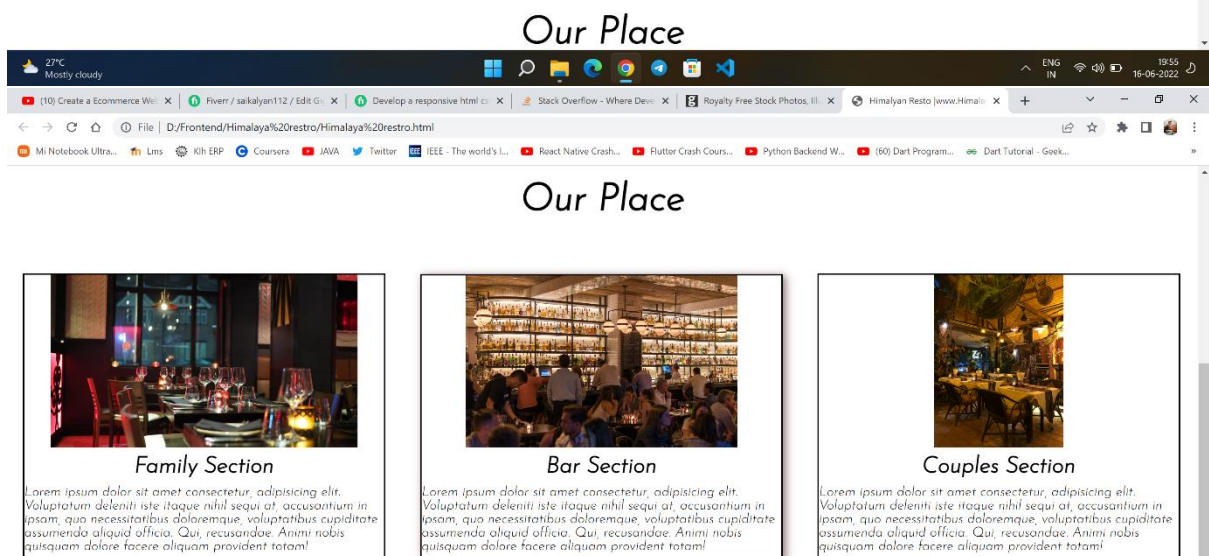 Our Place
27°C
Mostly cloudy
ENG
IN
19:55
16-06-2022
(10) Create a Ecommerce Web
Fiverr / saikalyan112 / Edit Gig
Develop a responsive html cs
Stack Overflow - Where Deve
Royalty Free Stock Photos, Ill
Himalyan Resto |www.Himala
File | D:/Frontend/Himalaya%20restro/Himalaya%20restro.html
Mi Notebook Ultra...
Lms
Klh ERP
Coursera
JAVA
Twitter
IEEE - The world's l...
React Native Crash...
Flutter Crash Cours...
Python Backend W...
(60) Dart Program...
Dart Tutorial - Geek...
Our Place
Family Section
Lorem ipsum dolor sit amet consectetur, adipisicing elit.
Voluptatum deleniti iste itaque nihil sequi at, accusantium in
ipsam, quo necessitatibus doloremque, voluptatibus cupiditate
assumenda aliquid officia. Qui, recusandae. Animi nobis
quisquam dolore facere aliquam provident totam!
Bar Section
Lorem ipsum dolor sit amet consectetur, adipisicing elit.
Voluptatum deleniti iste itaque nihil sequi at, accusantium in
ipsam, quo necessitatibus doloremque, voluptatibus cupiditate
assumenda aliquid officia. Qui, recusandae. Animi nobis
quisquam dolore facere aliquam provident totam!
Couples Section
Lorem ipsum dolor sit amet consectetur, adipisicing elit.
Voluptatum deleniti iste itaque nihil sequi at, accusantium in
ipsam, quo necessitatibus doloremque, voluptatibus cupiditate
assumenda aliquid officia. Qui, recusandae. Animi nobis
quisquam dolore facere aliquam provident totam!